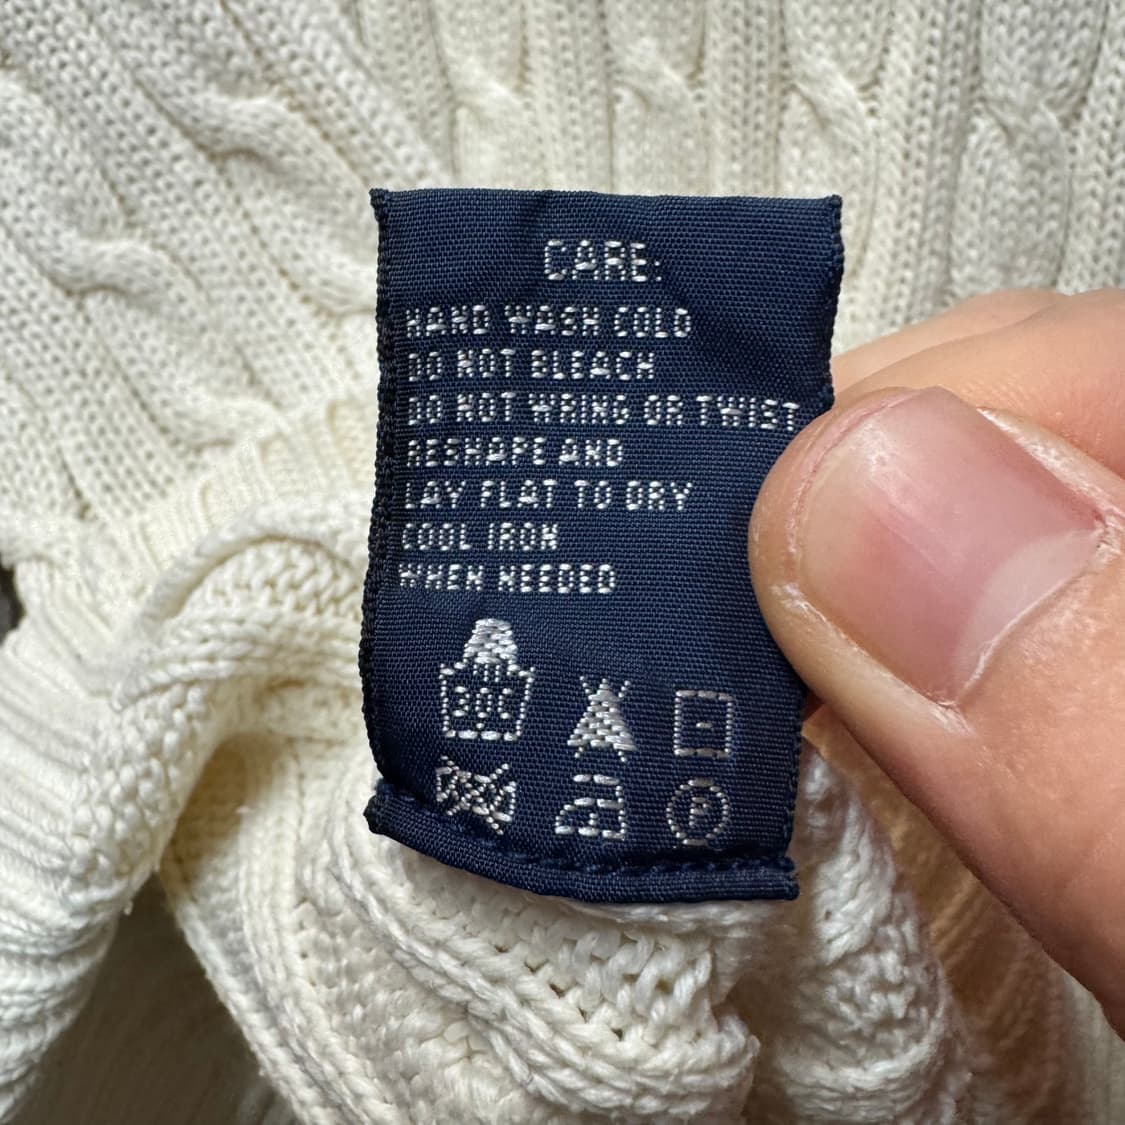 CARE:
HAND WASH COLD
DO NOT BLEACH
DO NOT WRING OR TWIST
RESHAPE AND
LAY FLAT TO DRY
COOL IRON
WHEN NEEDED
30C
P